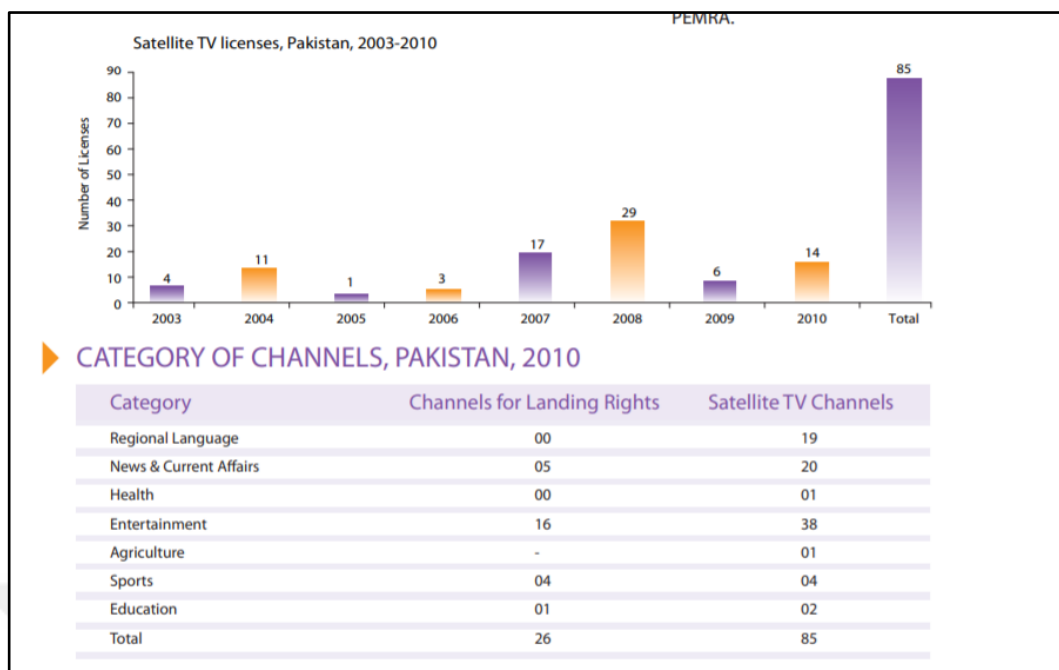 PEMRA.
Satellite TV licenses, Pakistan, 2003-2010
Number of Licenses
90
80
70
60
50
40
30
20
10
0
4
11
1
3
17
29
6
14
85
2003 2004 2005 2006 2007 2008 2009 2010 Total
CATEGORY OF CHANNELS, PAKISTAN, 2010
Category Channels for Landing Rights Satellite TV Channels
Regional Language 00 19
News & Current Affairs 05 20
Health 00 01
Entertainment 16 38
Agriculture - 01
Sports 04 04
Education 01 02
Total 26 85